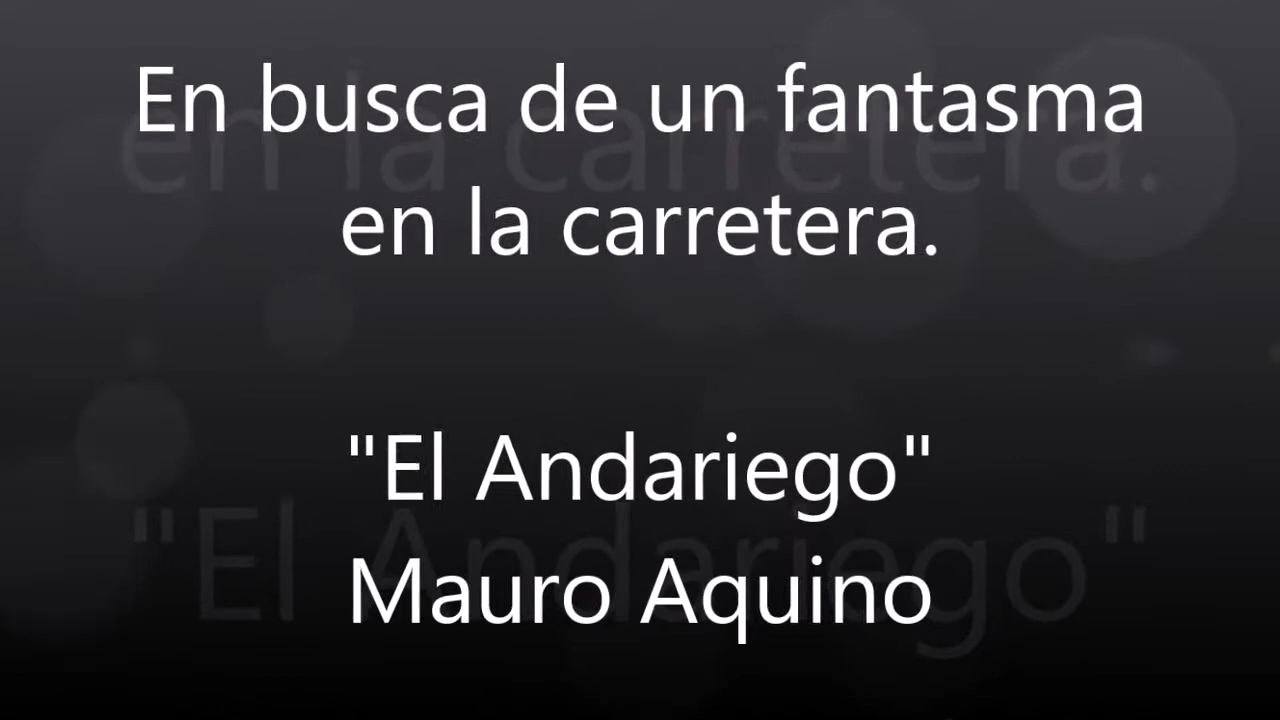 En busca de un fantasma
en la carretera.
"El Andariego"
Mauro Aquino